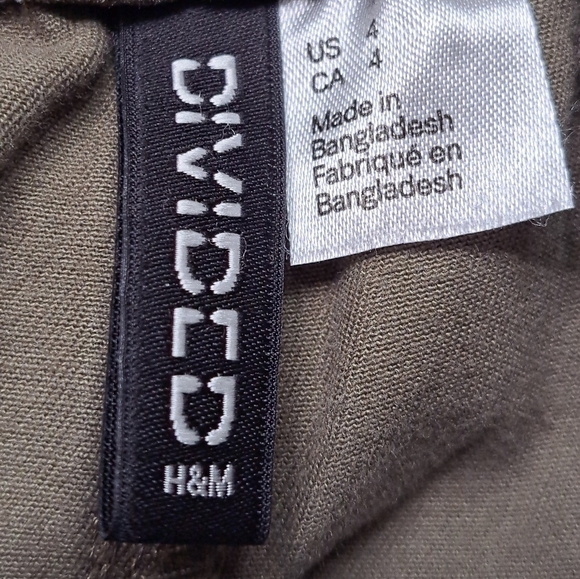 DIVIDED
H&M
US 4
CA 4
Made in
Bangladesh
Fabriqué en
Bangladesh